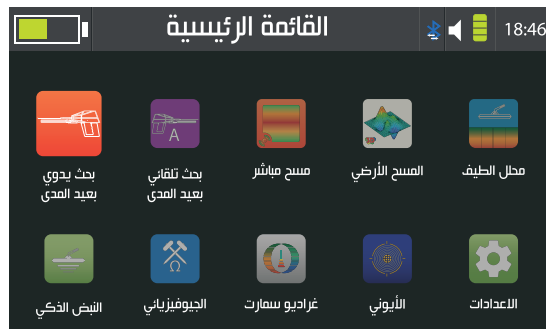 القائمة الرئيسية
18:46
محلل الطيف
المسح الأرضي
مسح مباشر
بحث تلقائي
بعيد المدى
A
بحث يدوي
بعيد المدى
الاعدادات
الأيوني
غراديو سمارت
الجيوفيزيائي
Ω
النبض الذكي